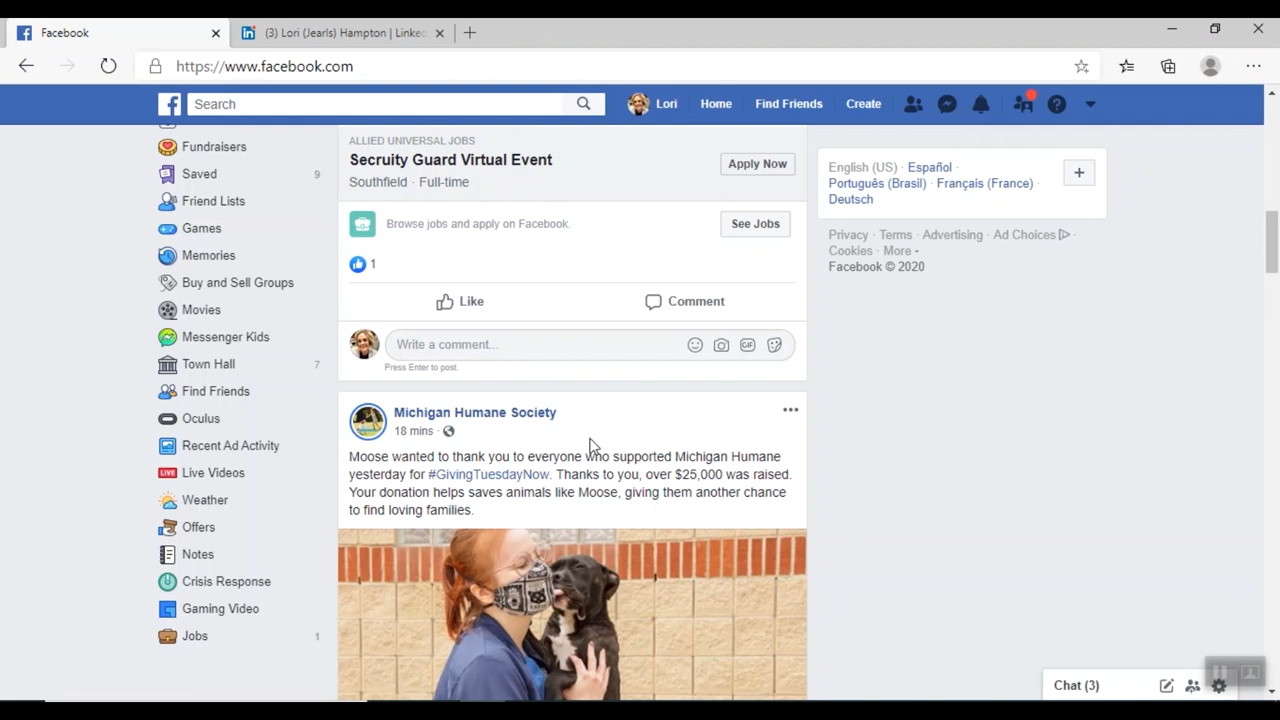 Facebook
(3) Lori (Jearls) Hampton | Linke
https://www.facebook.com
Search
Lori
Home
Find Friends
Create
Fundraisers
Saved 9
Friend Lists
Games
Memories
Buy and Sell Groups
Movies
Messenger Kids
Town Hall 7
Find Friends
Oculus
Recent Ad Activity
LIVE Live Videos
Weather
Offers
Notes
Crisis Response
Gaming Video
Jobs 1
ALLIED UNIVERSAL JOBS
Secruity Guard Virtual Event
Southfield · Full-time
Apply Now
Browse jobs and apply on Facebook.
See Jobs
1
Like
Comment
Write a comment...
GIF
Press Enter to post.
Michigan Humane Society
18 mins ·
Moose wanted to thank you to everyone who supported Michigan Humane
yesterday for #GivingTuesdayNow. Thanks to you, over $25,000 was raised.
Your donation helps saves animals like Moose, giving them another chance
to find loving families.
English (US) · Español ·
Português (Brasil) · Français (France) ·
Deutsch
Privacy · Terms · Advertising · Ad Choices ·
Cookies · More
Facebook © 2020
Chat (3)